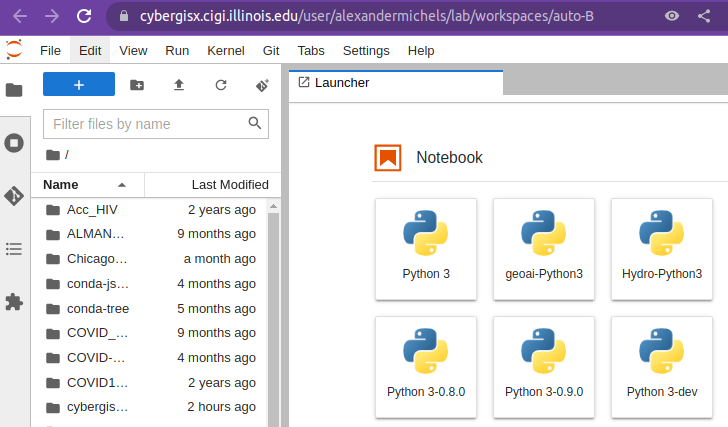 cybergisx.cigi.illinois.edu/user/alexandermichels/lab/workspaces/auto-B
File Edit View Run Kernel Git Tabs Settings Help
+
Launcher
Filter files by name
/
Name Last Modified
Acc_HIV 2 years ago
ALMAN... 9 months ago
Chicago... a month ago
conda-js... 4 months ago
conda-tree 5 months ago
COVID_... 9 months ago
COVID-... 4 months ago
COVID1... 2 years ago
cybergis... 2 hours ago
Notebook
Python 3 geoai-Python3 Hydro-Python3
Python 3-0.8.0 Python 3-0.9.0 Python 3-dev